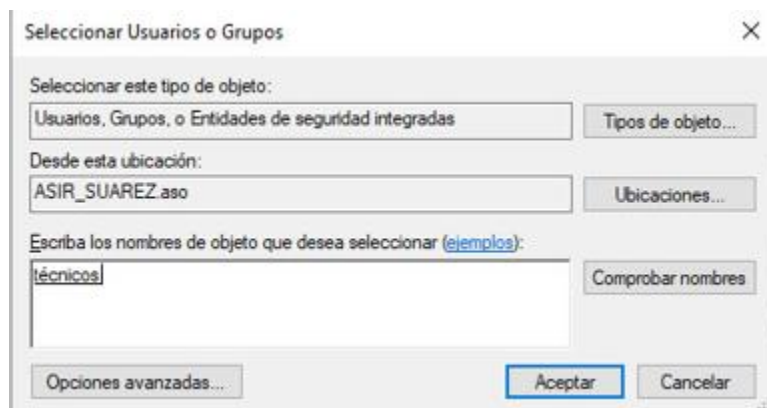 Seleccionar Usuarios o Grupos
Seleccionar este tipo de objeto:
Usuarios, Grupos, o Entidades de seguridad integradas
Tipos de objeto...
Desde esta ubicación:
ASIR_SUAREZ.aso
Ubicaciones...
Escriba los nombres de objeto que desea seleccionar (ejemplos):
técnicos
Comprobar nombres
Opciones avanzadas...
Aceptar
Cancelar